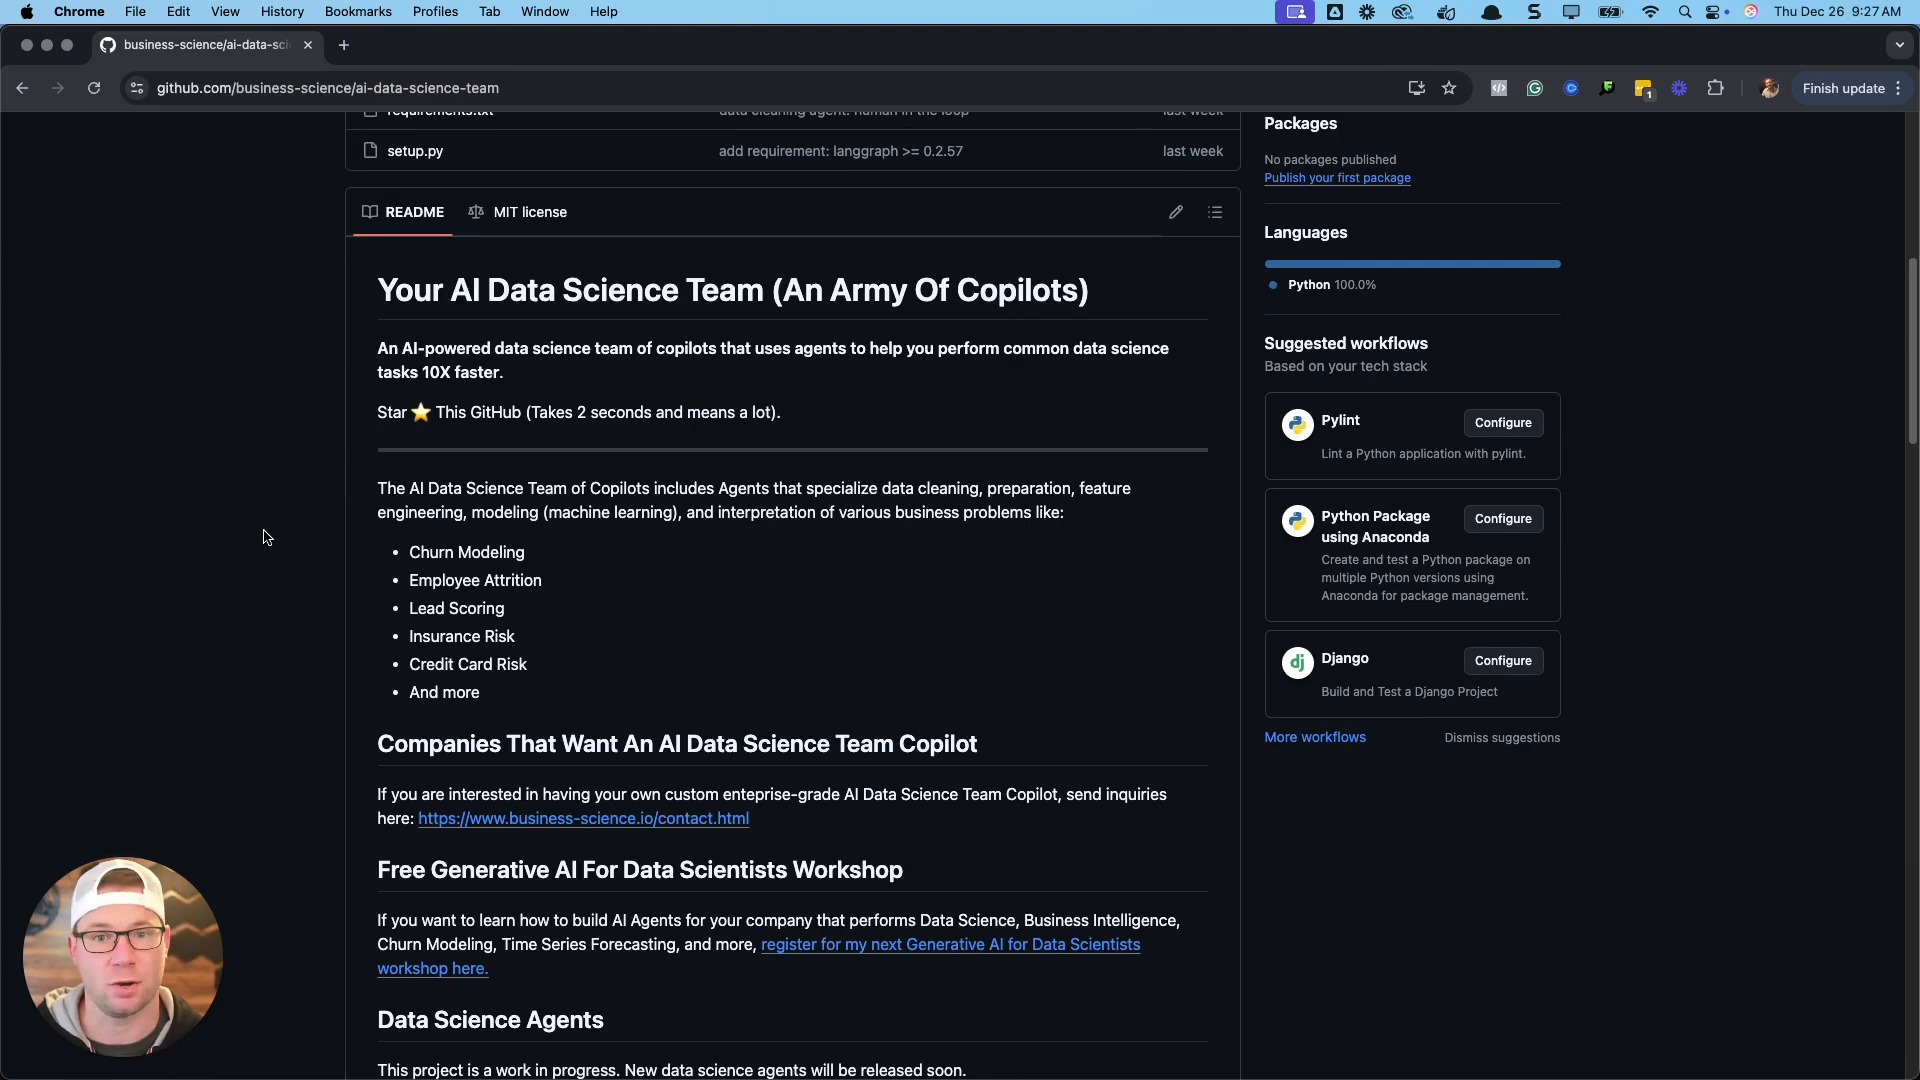 Chrome File Edit View History Bookmarks Profiles Tab Window Help Thu Dec 26 9:27 AM
business-science/ai-data-sci
github.com/business-science/ai-data-science-team 1 Finish update
requirements.txt data cleaning agent: human in the loop last week
setup.py add requirement: langgraph >= 0.2.57 last week
README MIT license
Your AI Data Science Team (An Army Of Copilots)
An AI-powered data science team of copilots that uses agents to help you perform common data science
tasks 10X faster.
Star ⭐ This GitHub (Takes 2 seconds and means a lot).
The AI Data Science Team of Copilots includes Agents that specialize data cleaning, preparation, feature
engineering, modeling (machine learning), and interpretation of various business problems like:
• Churn Modeling
• Employee Attrition
• Lead Scoring
• Insurance Risk
• Credit Card Risk
• And more
Companies That Want An AI Data Science Team Copilot
If you are interested in having your own custom enteprise-grade AI Data Science Team Copilot, send inquiries
here: https://www.business-science.io/contact.html
Free Generative AI For Data Scientists Workshop
If you want to learn how to build AI Agents for your company that performs Data Science, Business Intelligence,
Churn Modeling, Time Series Forecasting, and more, register for my next Generative AI for Data Scientists
workshop here.
Data Science Agents
This project is a work in progress. New data science agents will be released soon.
Packages
No packages published
Publish your first package
Languages
Python 100.0%
Suggested workflows
Based on your tech stack
Pylint Configure
Lint a Python application with pylint.
Python Package Configure
using Anaconda
Create and test a Python package on
multiple Python versions using
Anaconda for package management.
dj Django Configure
Build and Test a Django Project
More workflows Dismiss suggestions